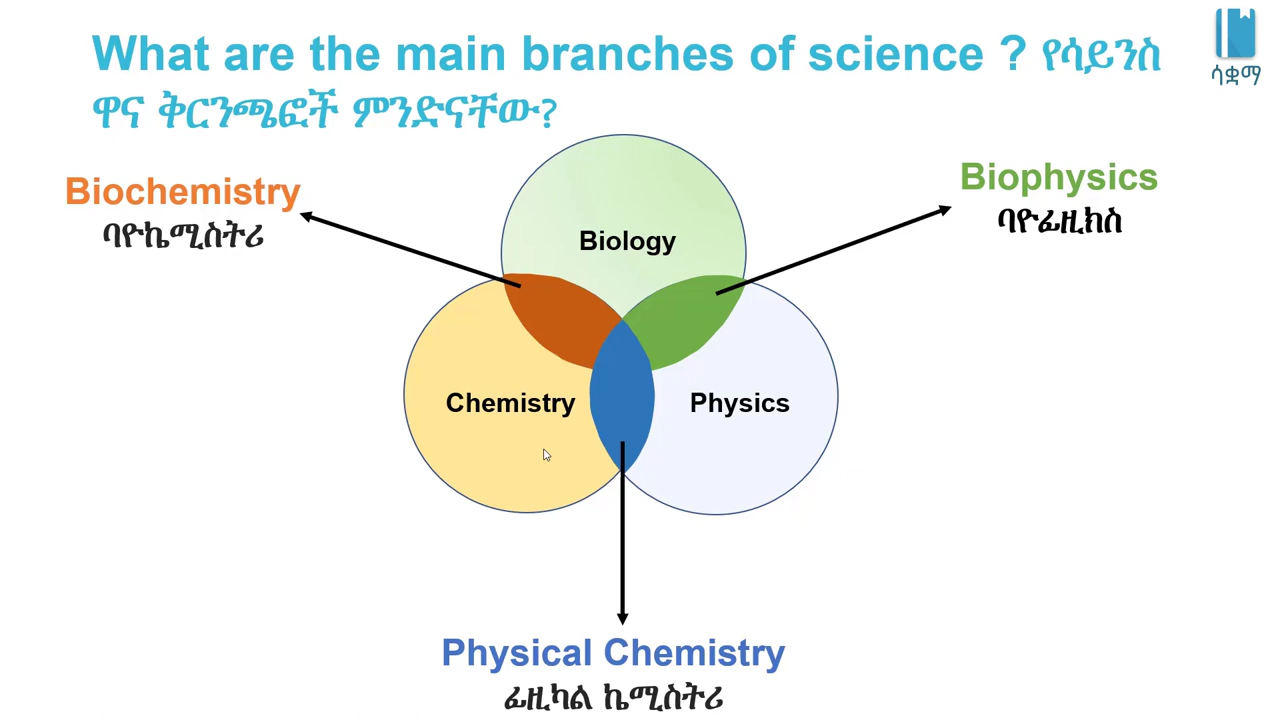 What are the main branches of science ? የሳይንስ
ዋና ቅርንጫፎች ምንድናቸው?
ሳቋማ
Biochemistry
ባዮኬሚስትሪ
Biophysics
ባዮፊዚክስ
Biology
Chemistry
Physics
Physical Chemistry
ፊዚካል ኬሚስትሪ